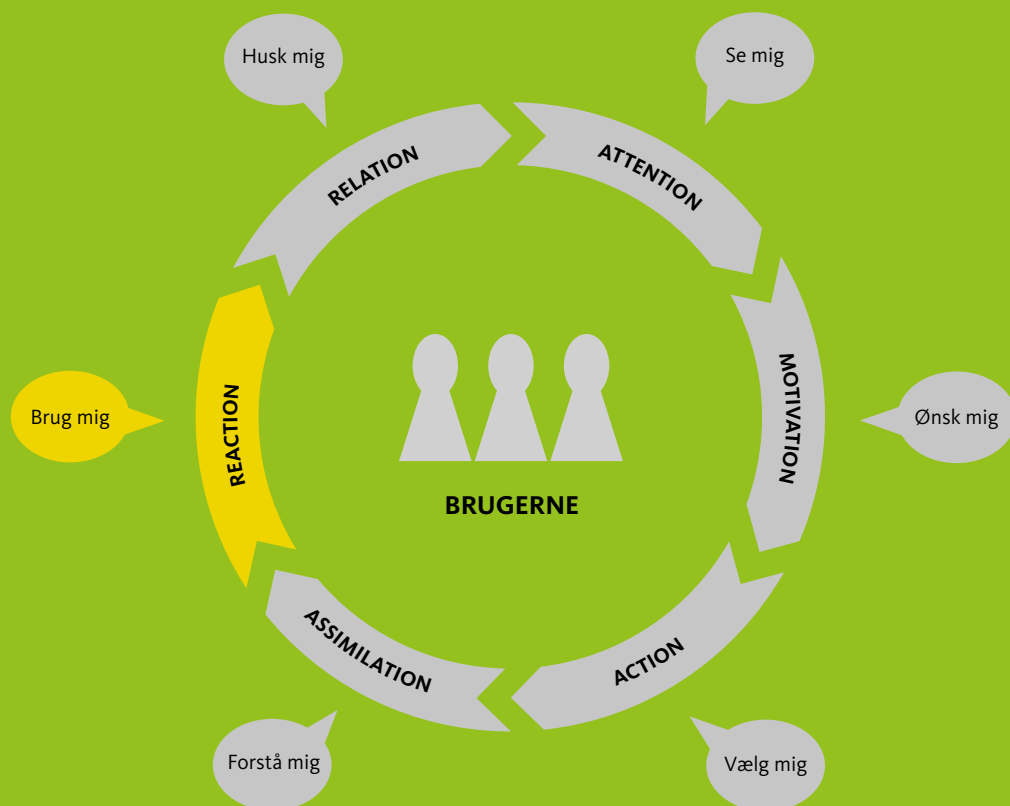 Husk mig
Se mig
RELATION
ATTENTION
Brug mig
REACTION
MOTIVATION
Ønsk mig
BRUGERNE
ASSIMILATION
ACTION
Forstå mig
Vælg mig